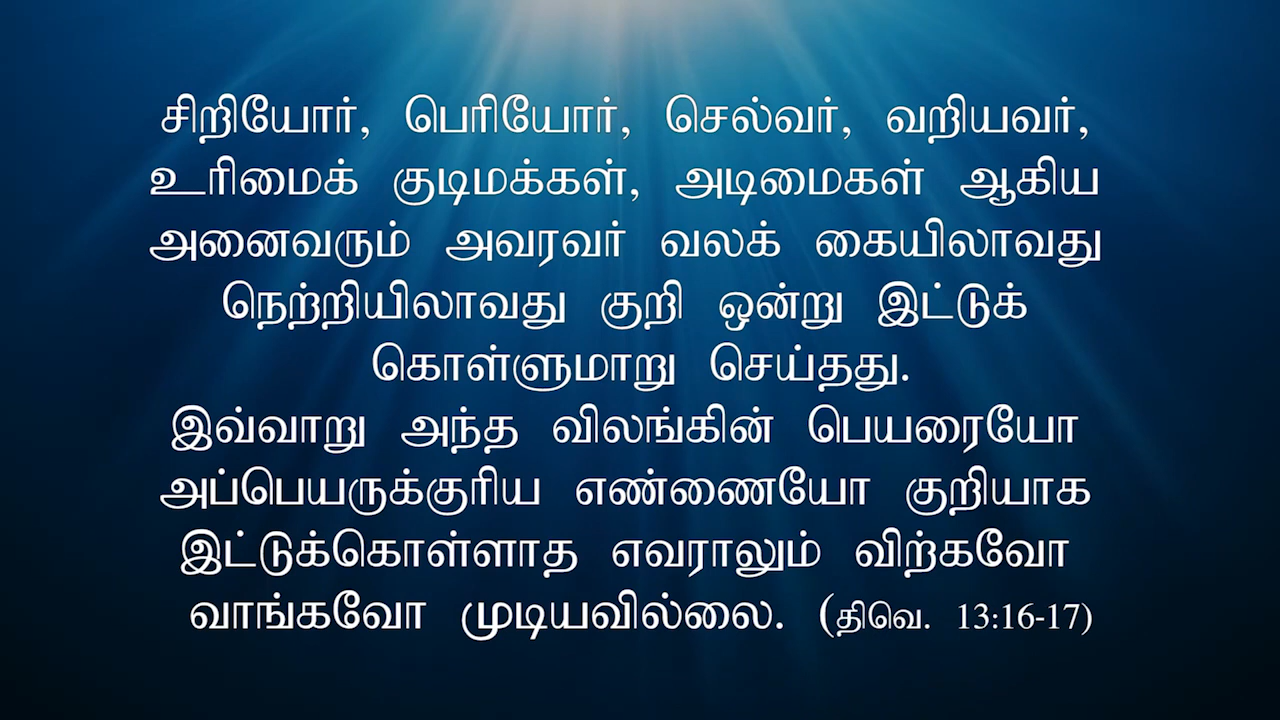 சிறியோர், பெரியோர், செல்வர், வறியவர்,
உரிமைக் குடிமக்கள், அடிமைகள் ஆகிய
அனைவரும் அவரவர் வலக் கையிலாவது
நெற்றியிலாவது குறி ஒன்று இட்டுக்
கொள்ளுமாறு செய்தது.
இவ்வாறு அந்த விலங்கின் பெயரையோ
அப்பெயருக்குரிய எண்ணையோ குறியாக
இட்டுக்கொள்ளாத எவராலும் விற்கவோ
வாங்கவோ முடியவில்லை. (திவெ. 13:16-17)